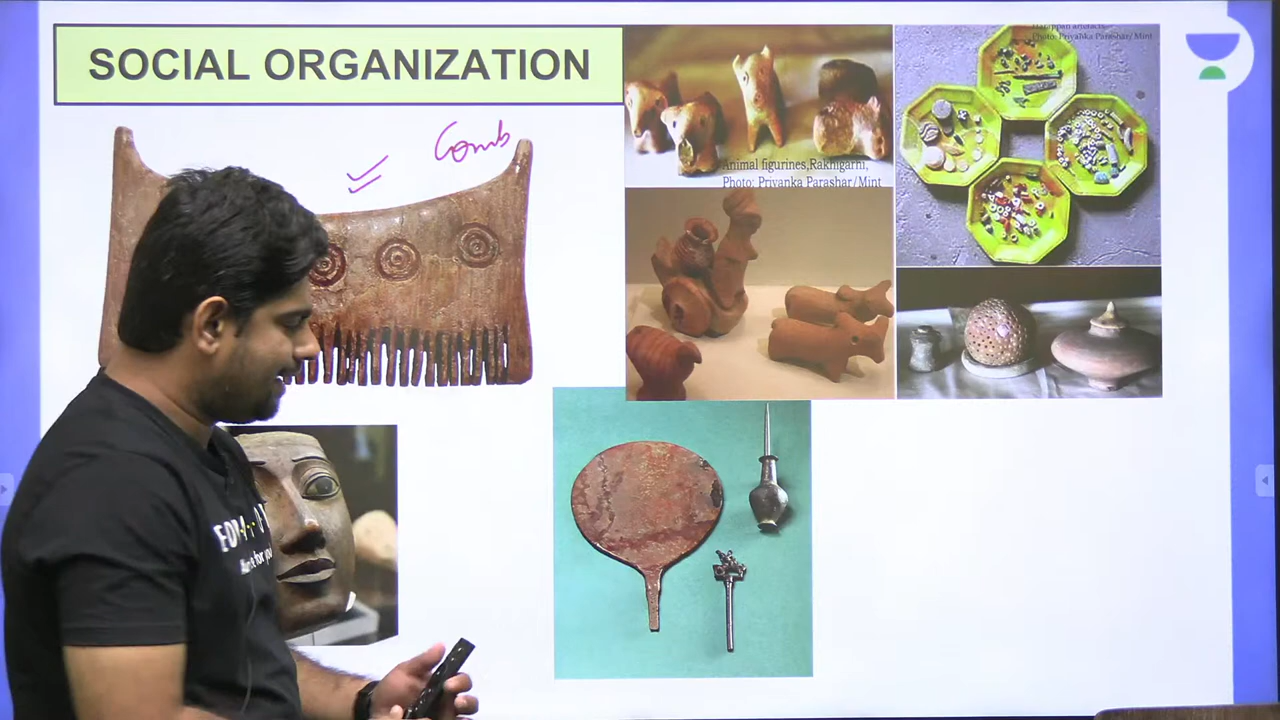 SOCIAL ORGANIZATION
Comb
Animal figurines,Rakhigarhi,
Photo: Priyanka Parashar/Mint
Harappan artefacts,
Photo: Priyanka Parashar/ Mint